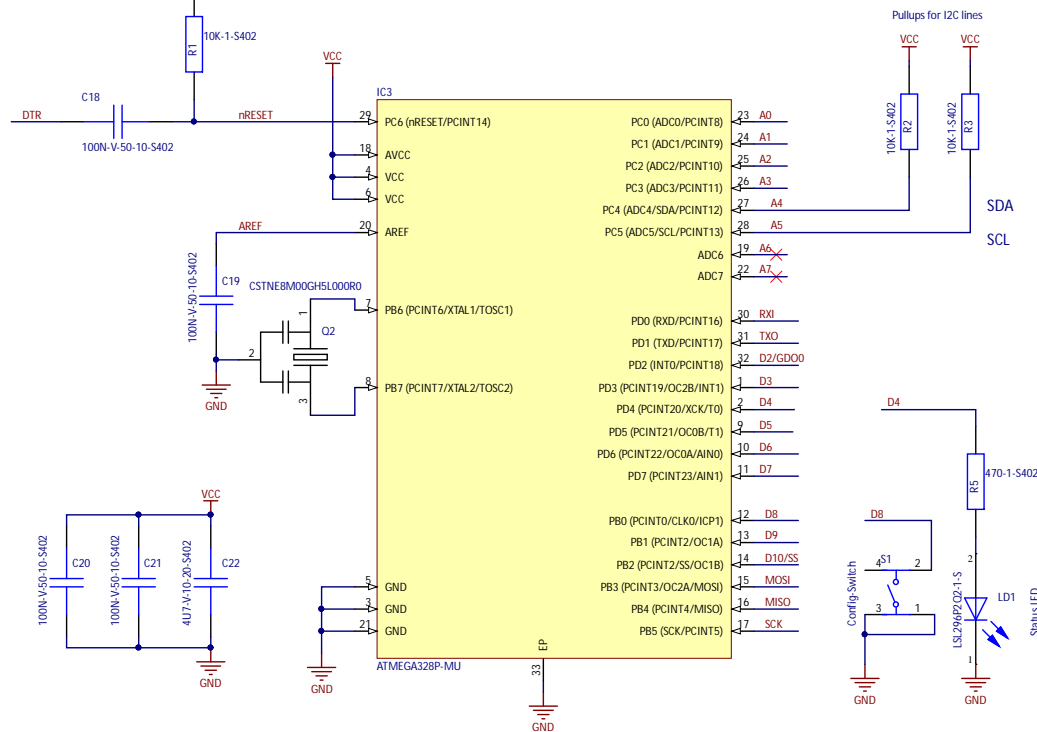 Pullups for I2C lines
R1
10K-1-S402
VCC
VCC
VCC
C18
IC3
DTR
nRESET
100N-V-50-10-S402
R2
10K-1-S402
R3
10K-1-S402
29
PC6 (nRESET/PCINT14)
18
AVCC
4
VCC
6
VCC
20
AREF
AREF
C19
100N-V-50-10-S402
CSTNE8M00GH5L000R0
7
PB6 (PCINT6/XTAL1/TOSC1)
1
Q2
2
3
8
PB7 (PCINT7/XTAL2/TOSC2)
GND
PC0 (ADC0/PCINT8)
23
A0
PC1 (ADC1/PCINT9)
24
A1
PC2 (ADC2/PCINT10)
25
A2
PC3 (ADC3/PCINT11)
26
A3
PC4 (ADC4/SDA/PCINT12)
27
A4
SDA
PC5 (ADC5/SCL/PCINT13)
28
A5
SCL
ADC6
19
A6
ADC7
22
A7
PD0 (RXD/PCINT16)
30
RXI
PD1 (TXD/PCINT17)
31
TXO
PD2 (INT0/PCINT18)
32
D2/GDO0
PD3 (PCINT19/OC2B/INT1)
1
D3
PD4 (PCINT20/XCK/T0)
2
D4
PD5 (PCINT21/OC0B/T1)
9
D5
PD6 (PCINT22/OC0A/AIN0)
10
D6
PD7 (PCINT23/AIN1)
11
D7
PB0 (PCINT0/CLK0/ICP1)
12
D8
PB1 (PCINT2/OC1A)
13
D9
PB2 (PCINT2/SS/OC1B)
14
D10/SS
PB3 (PCINT3/OC2A/MOSI)
15
MOSI
PB4 (PCINT4/MISO)
16
MISO
PB5 (SCK/PCINT5)
17
SCK
5
GND
3
GND
21
GND
EP
33
ATMEGA328P-MU
GND
GND
VCC
C20
100N-V-50-10-S402
C21
100N-V-50-10-S402
C22
4U7-V-10-20-S402
GND
D4
R5
470-1-S402
D8
S1
4
2
3
1
Config-Switch
GND
2
LD1
LSL296P2Q2-1-S
1
Status LED
GND